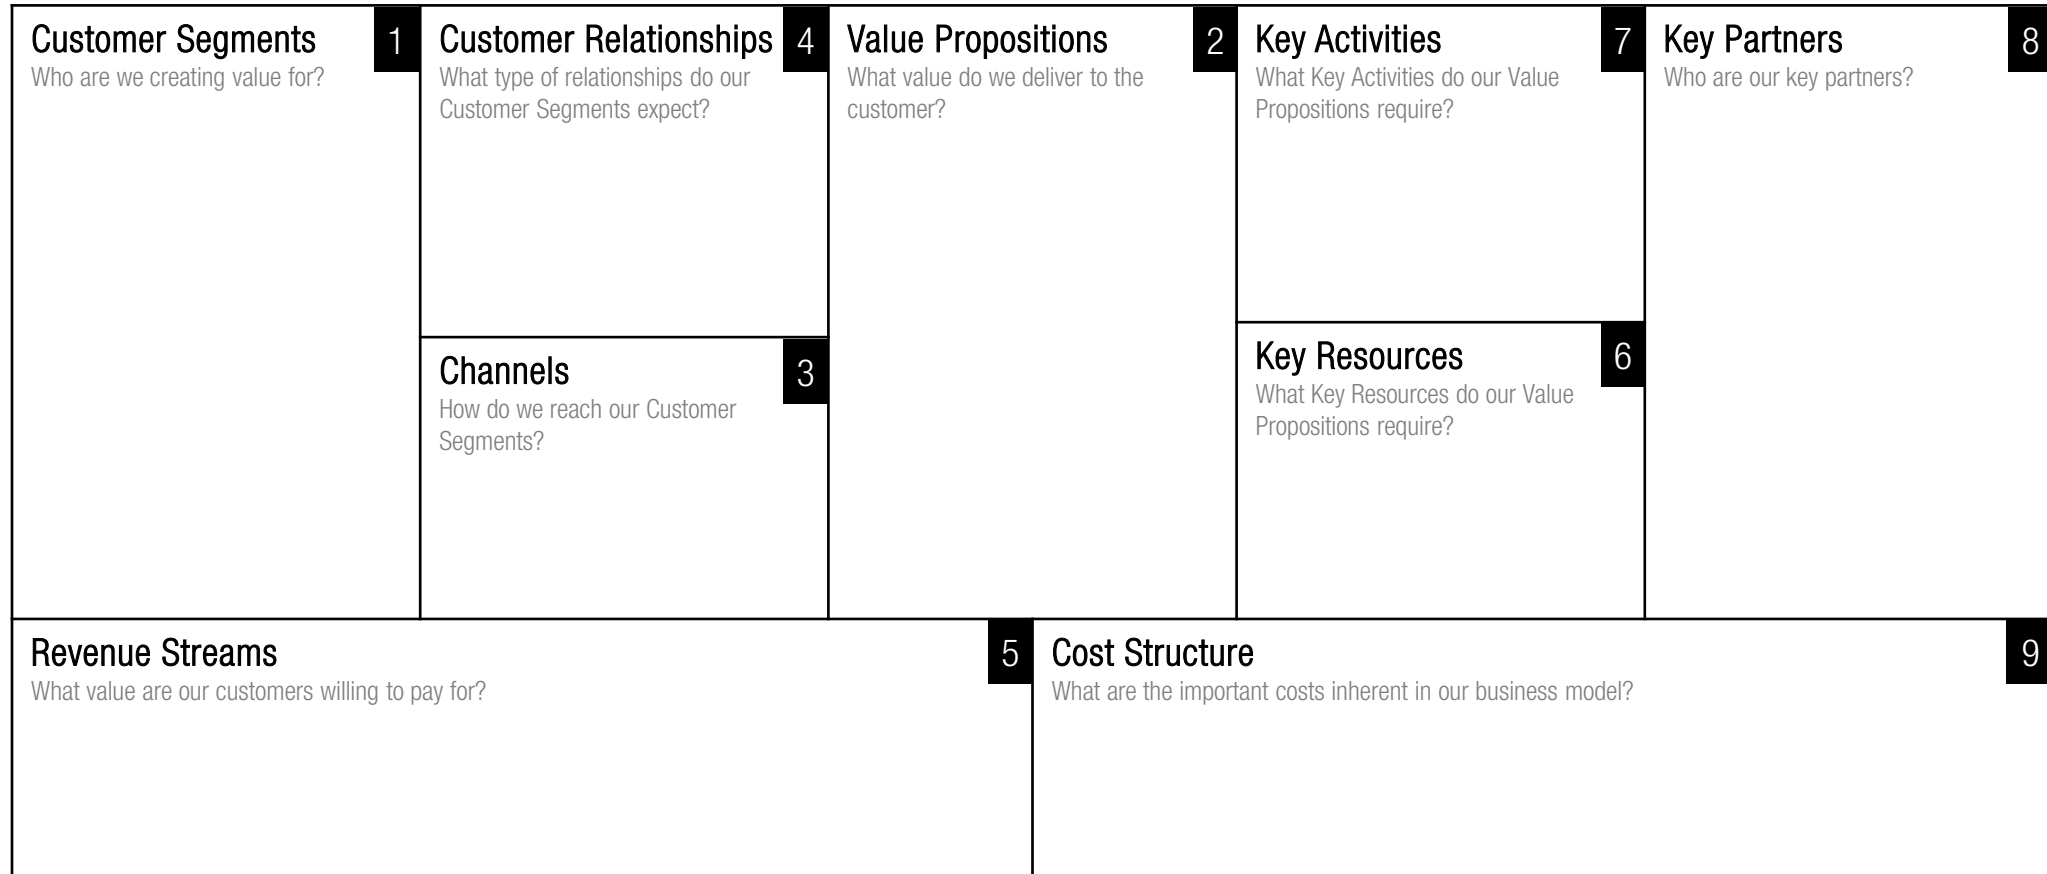 Customer Segments
1
Who are we creating value for?
Customer Relationships
4
What type of relationships do our
Customer Segments expect?
Channels
3
How do we reach our Customer
Segments?
Value Propositions
2
What value do we deliver to the
customer?
Key Activities
7
What Key Activities do our Value
Propositions require?
Key Resources
6
What Key Resources do our Value
Propositions require?
Key Partners
8
Who are our key partners?
Revenue Streams
5
What value are our customers willing to pay for?
Cost Structure
9
What are the important costs inherent in our business model?